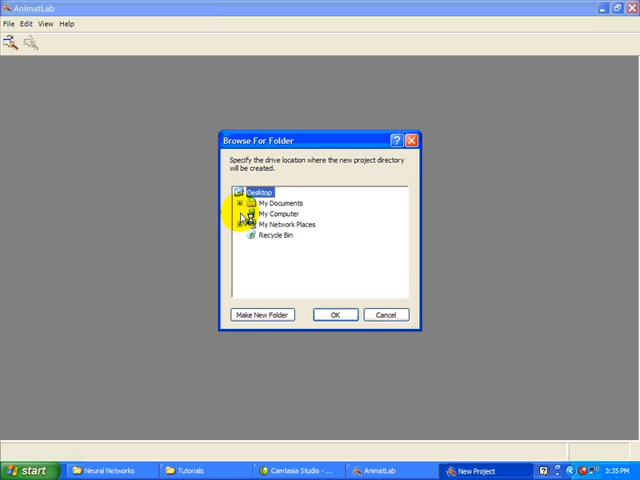 AnimatLab
File Edit View Help
Browse For Folder
Specify the drive location where the new project directory
will be created.
Desktop
My Documents
My Computer
My Network Places
Recycle Bin
Make New Folder OK Cancel
start Neural Networks Tutorials Camtasia Studio - ... AnimatLab New Project 3:35 PM